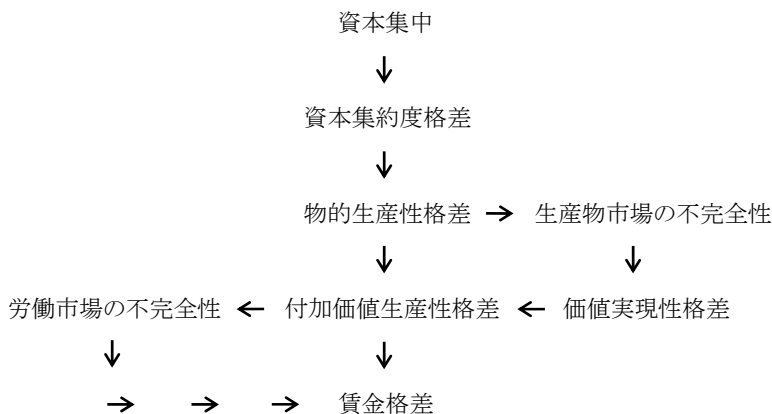 資本集中
↓
資本集約度格差
↓
物的生産性格差 → 生産物市場の不完全性
↓ ↓
労働市場の不完全性 ← 付加価値生産性格差 ← 価値実現性格差
↓ ↓
→ → → 賃金格差